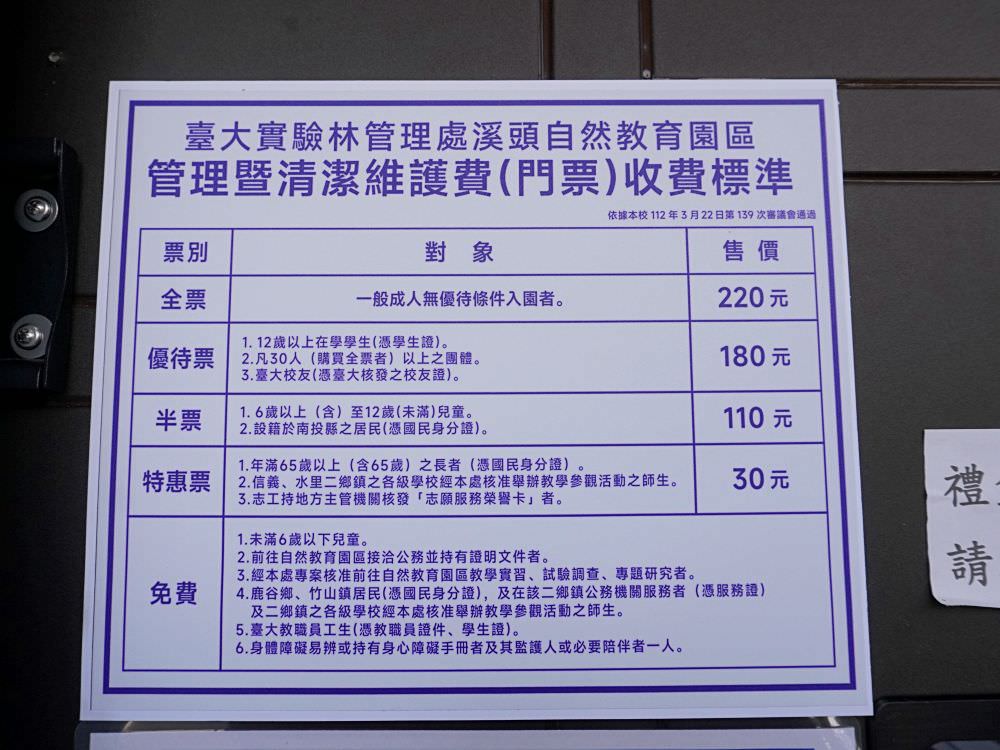 臺大實驗林管理處溪頭自然教育園區
管理暨清潔維護費(門票)收費標準
依據本校 112 年 3 月 22 日第 139 次審議會通過
票別 對 象 售 價
全票 一般成人無優待條件入園者。 220 元
優待票 1. 12歲以上在學學生(憑學生證)。
2.凡30人（購買全票者）以上之團體。
3.臺大校友(憑臺大核發之校友證)。
180 元
半票 1. 6歲以上（含）至12歲(未滿)兒童。
2.設籍於南投縣之居民(憑國民身分證)。
110 元
特惠票 1.年滿65歲以上（含65歲）之長者（憑國民身分證）。
2.信義、水里二鄉鎮之各級學校經本處核准舉辦教學參觀活動之師生。
3.志工持地方主管機關核發「志願服務榮譽卡」者。
30 元
免費 1.未滿6歲以下兒童。
2.前往自然教育園區接洽公務並持有證明文件者。
3.經本處專案核准前往自然教育園區教學實習、試驗調查、專題研究者。
4.鹿谷鄉、竹山鎮居民(憑國民身分證)，及在該二鄉鎮公務機關服務者（憑服務證）
及二鄉鎮之各級學校經本處核准舉辦教學參觀活動之師生。
5.臺大教職員工生(憑教職員證件、學生證)。
6.身體障礙易辨或持有身心障礙手冊者及其監護人或必要陪伴者一人。
禮
請